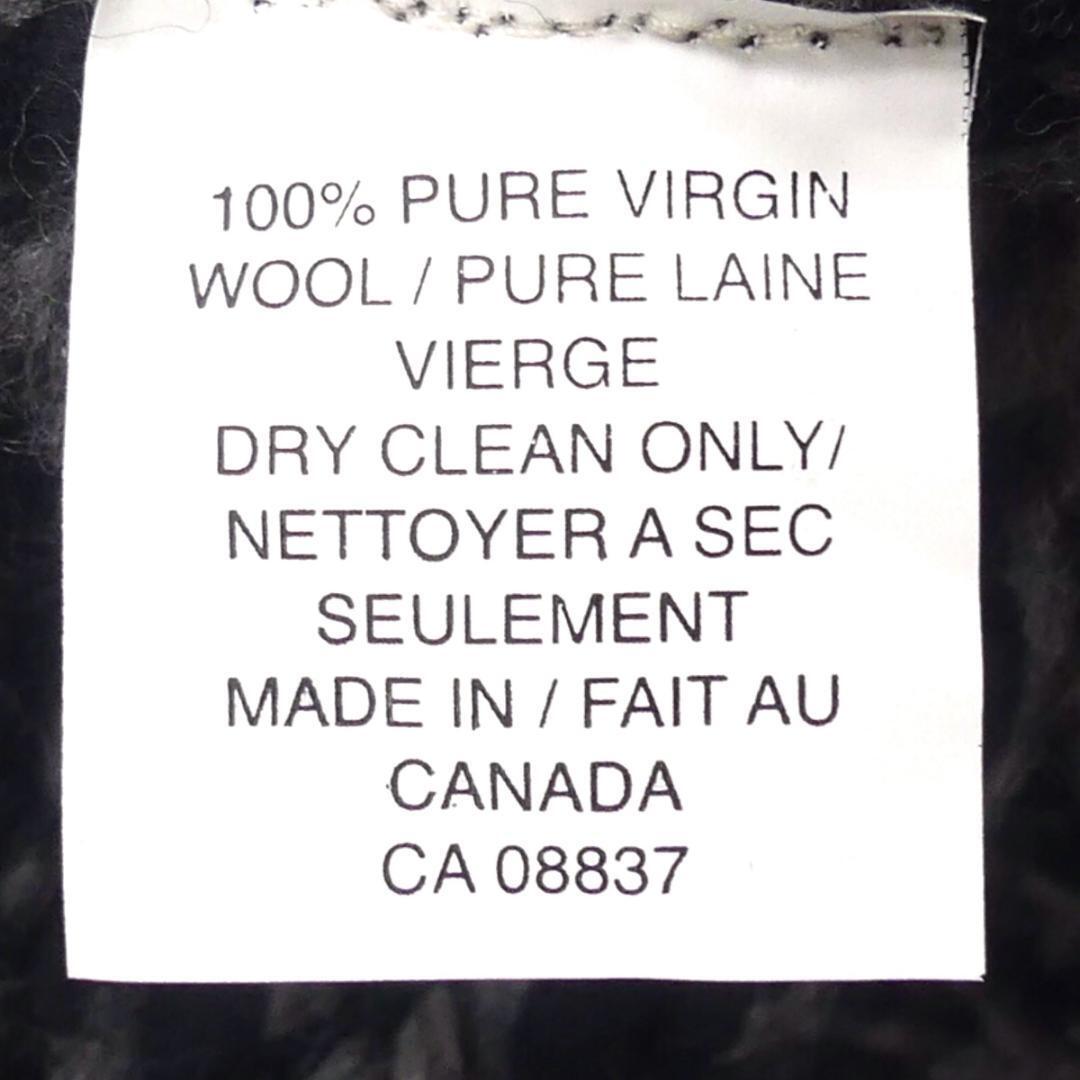 100% PURE VIRGIN
WOOL / PURE LAINE
VIERGE
DRY CLEAN ONLY/
NETTOYER A SEC
SEULEMENT
MADE IN / FAIT AU
CANADA
CA 08837